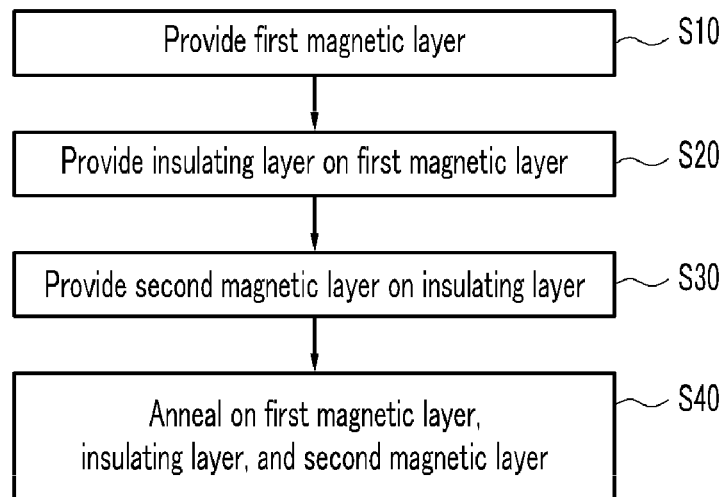 Provide first magnetic layer
S10
Provide insulating layer on first magnetic layer
S20
Provide second magnetic layer on insulating layer
S30
Anneal on first magnetic layer,
insulating layer, and second magnetic layer
S40